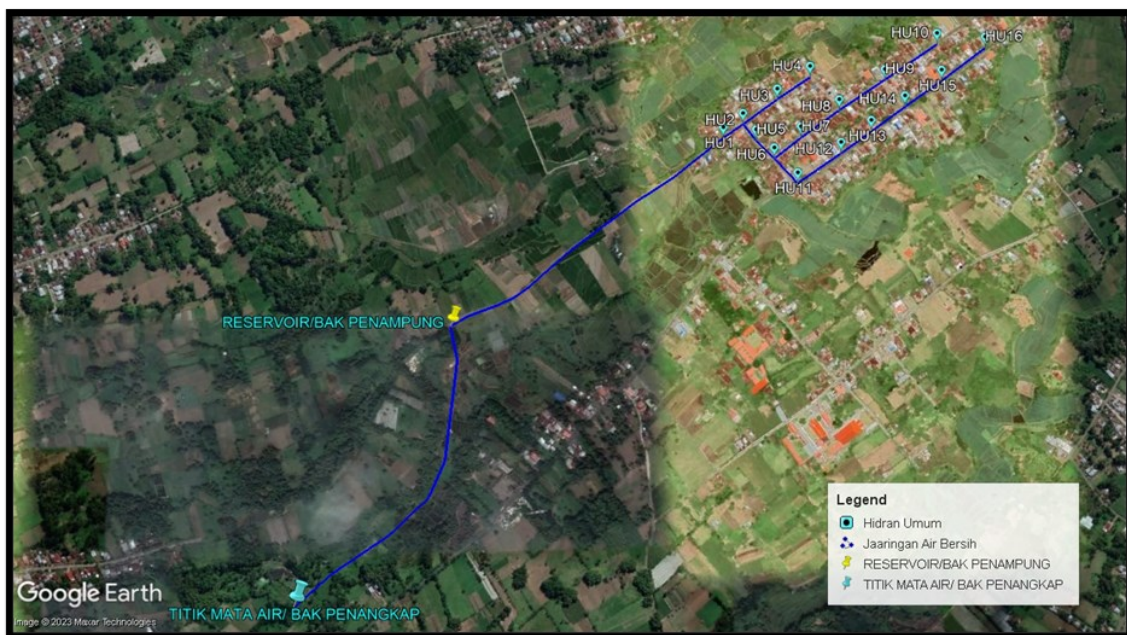 HU10
HU16
HU9
HU4
HU15
HU3
HU14
HU8
HU2
HU5
HU7
HU13
HU1
HU12
HU6
HU11
RESERVOIR/BAK PENAMPUNG
Legend
Hidran Umum
Jaaringan Air Bersih
RESERVOIR/BAK PENAMPUNG
TITIK MATA AIR/ BAK PENANGKAP
Google Earth
TITIK MATA AIR/ BAK PENANGKAP
Image © 2023 Maxar Technologies